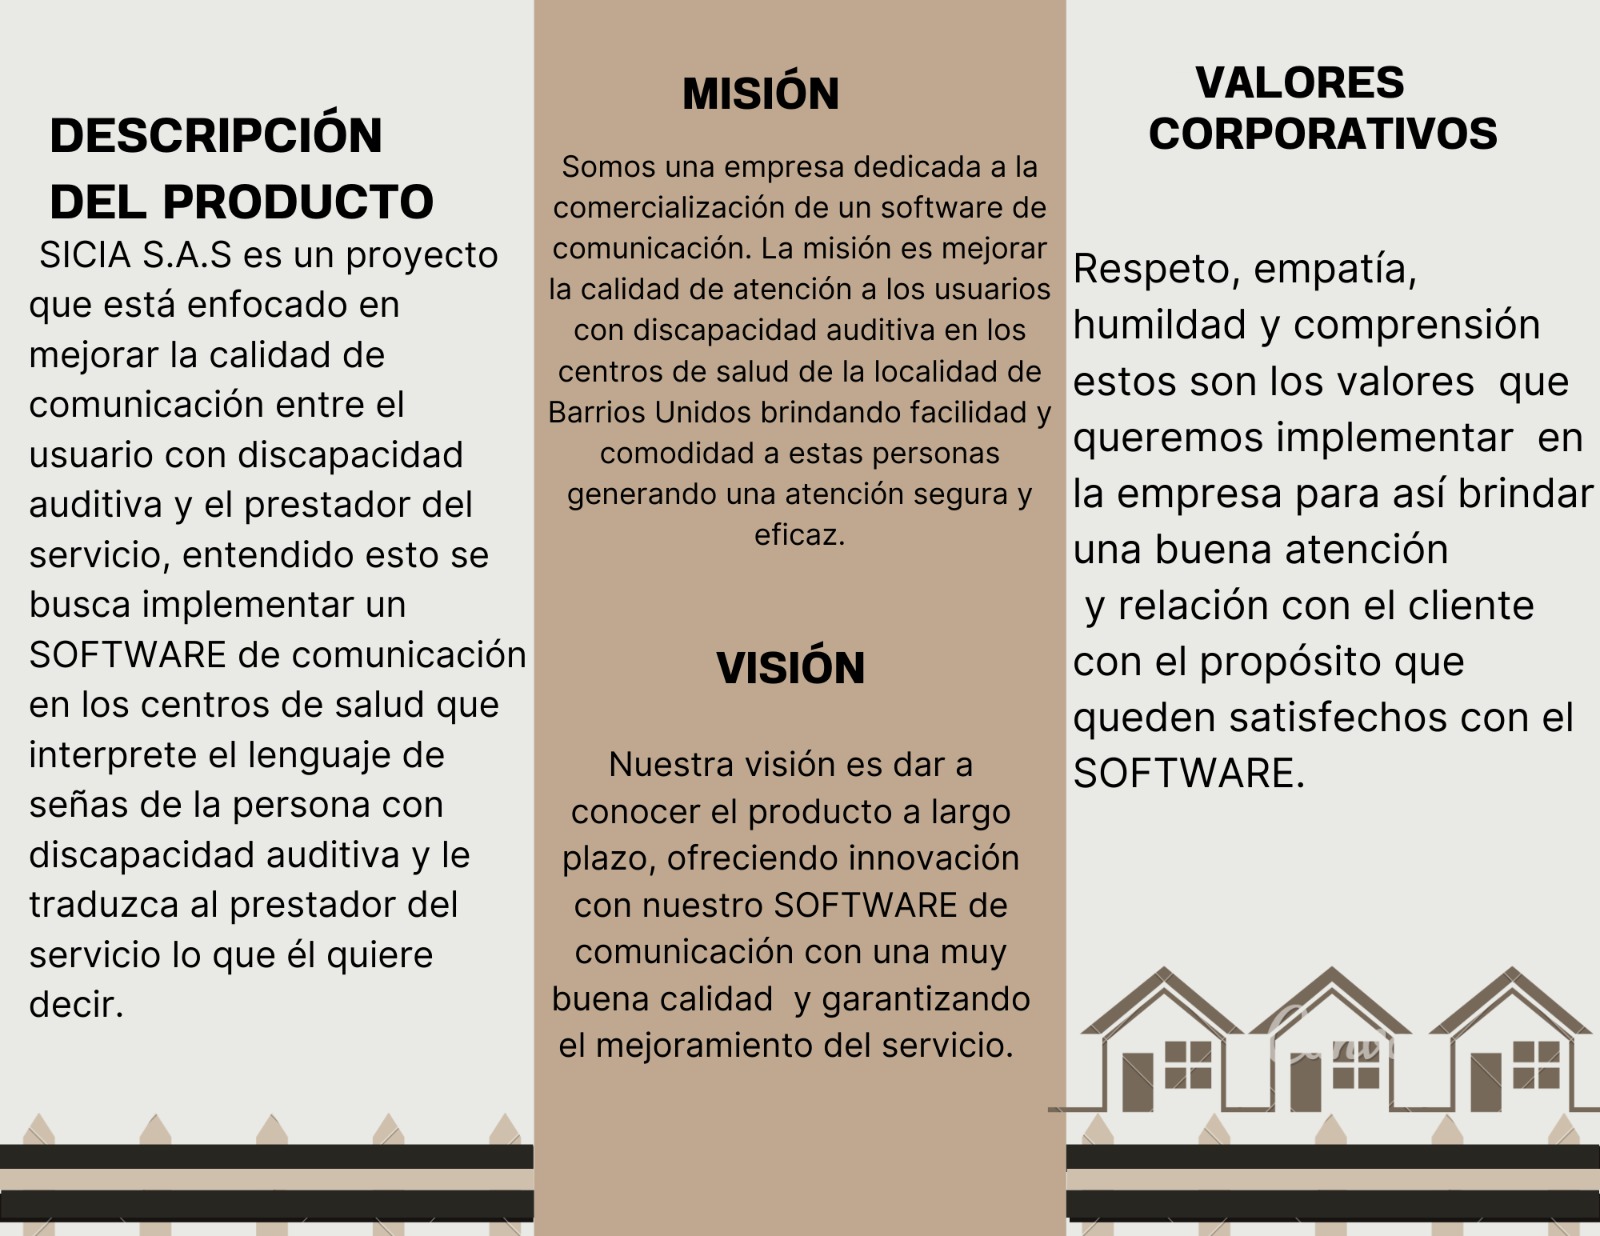 DESCRIPCIÓN
DEL PRODUCTO
SICIA S.A.S es un proyecto
que está enfocado en
mejorar la calidad de
comunicación entre el
usuario con discapacidad
auditiva y el prestador del
servicio, entendido esto se
busca implementar un
SOFTWARE de comunicación
en los centros de salud que
interprete el lenguaje de
señas de la persona con
discapacidad auditiva y le
traduzca al prestador del
servicio lo que él quiere
decir.
MISIÓN
Somos una empresa dedicada a la
comercialización de un software de
comunicación. La misión es mejorar
la calidad de atención a los usuarios
con discapacidad auditiva en los
centros de salud de la localidad de
Barrios Unidos brindando facilidad y
comodidad a estas personas
generando una atención segura y
eficaz.
VISIÓN
Nuestra visión es dar a
conocer el producto a largo
plazo, ofreciendo innovación
con nuestro SOFTWARE de
comunicación con una muy
buena calidad y garantizando
el mejoramiento del servicio.
VALORES
CORPORATIVOS
Respeto, empatía,
humildad y comprensión
estos son los valores que
queremos implementar en
la empresa para así brindar
una buena atención
y relación con el cliente
con el propósito que
queden satisfechos con el
SOFTWARE.
Canva